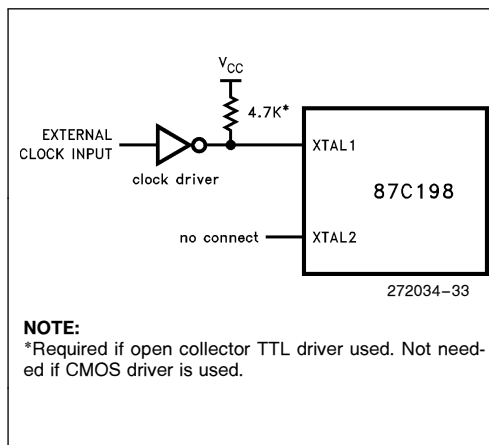 VCC
4.7K*
EXTERNAL
CLOCK INPUT
clock driver
XTAL1
87C198
no connect
XTAL2
272034–33
NOTE:
*Required if open collector TTL driver used. Not need-
ed if CMOS driver is used.